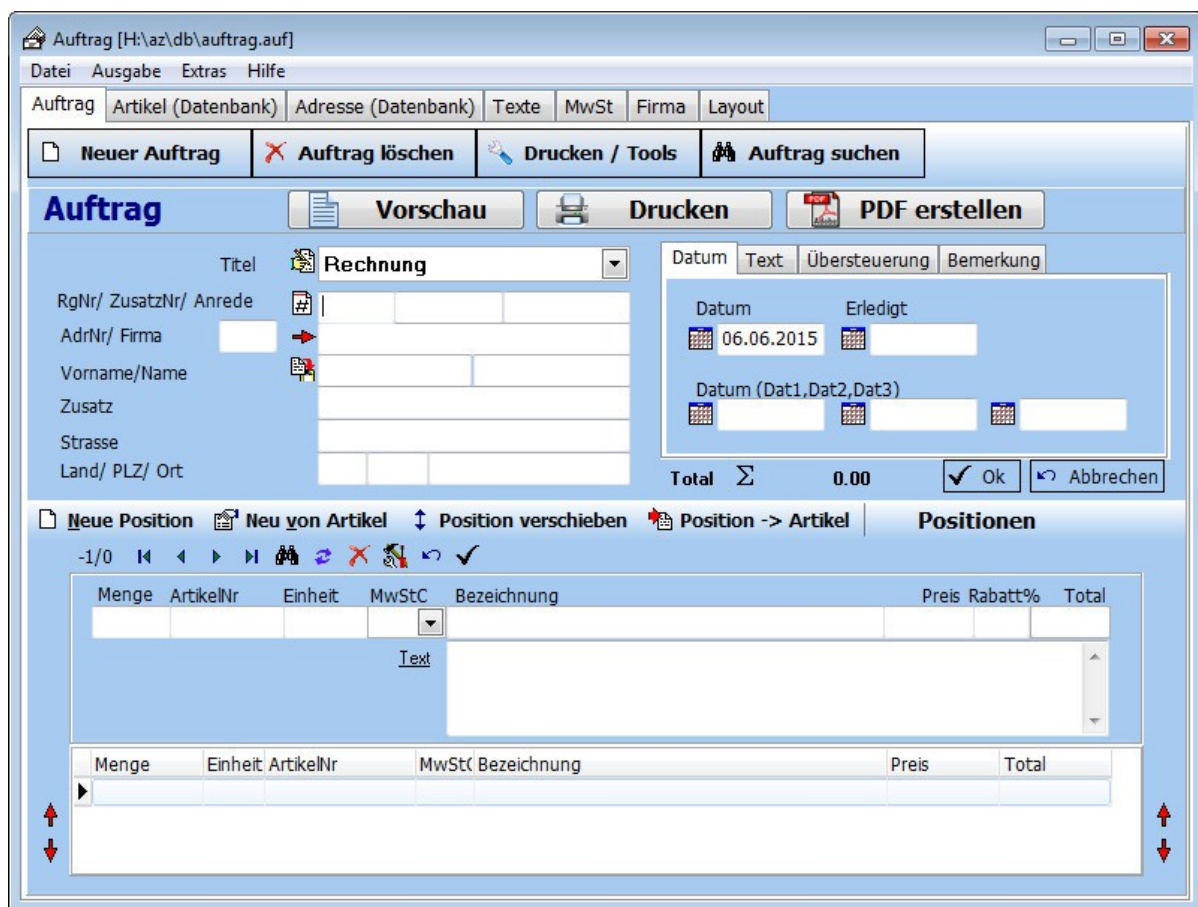 Auftrag [H:\az\db\auftrag.auf]
Datei Ausgabe Extras Hilfe
Auftrag Artikel (Datenbank) Adresse (Datenbank) Texte MwSt Firma Layout
Neuer Auftrag Auftrag löschen Drucken / Tools Auftrag suchen
Auftrag Vorschau Drucken PDF erstellen
Titel Rechnung
RgNr/ ZusatzNr/ Anrede
AdrNr/ Firma
Vorname/Name
Zusatz
Strasse
Land/ PLZ/ Ort
Datum Text Übersteuerung Bemerkung
Datum Erledigt
06.06.2015
Datum (Dat1,Dat2,Dat3)
Total Σ 0.00 Ok Abbrechen
Neue Position Neu von Artikel Position verschieben Position -> Artikel Positionen
-1/0
Menge ArtikelNr Einheit MwStC Bezeichnung Preis Rabatt% Total
Text
Menge Einheit ArtikelNr MwSt( Bezeichnung Preis Total